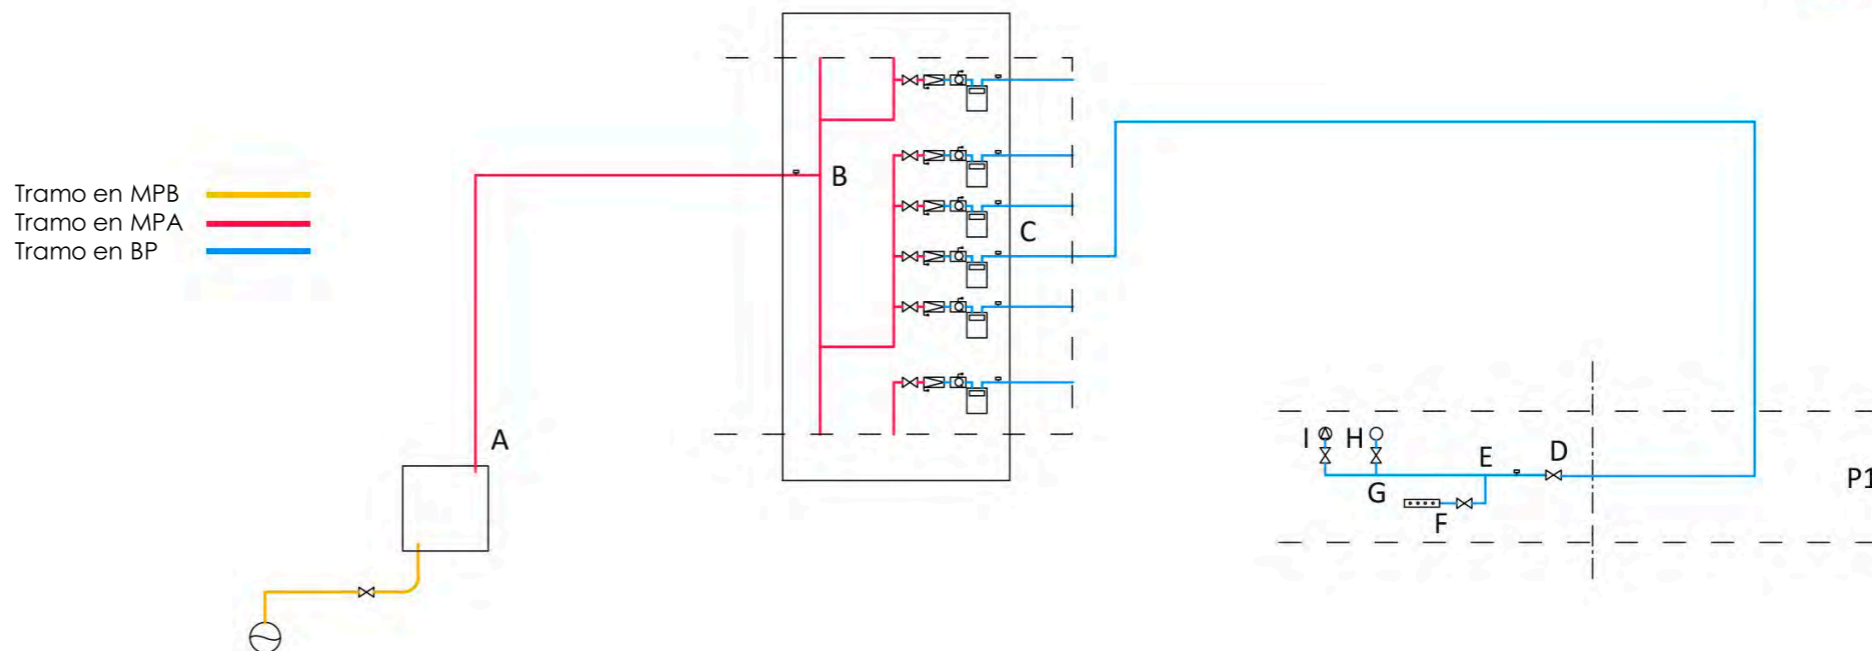 Tramo en MPB
Tramo en MPA
Tramo en BP
A
B
C
I
H
E
D
G
F
P1